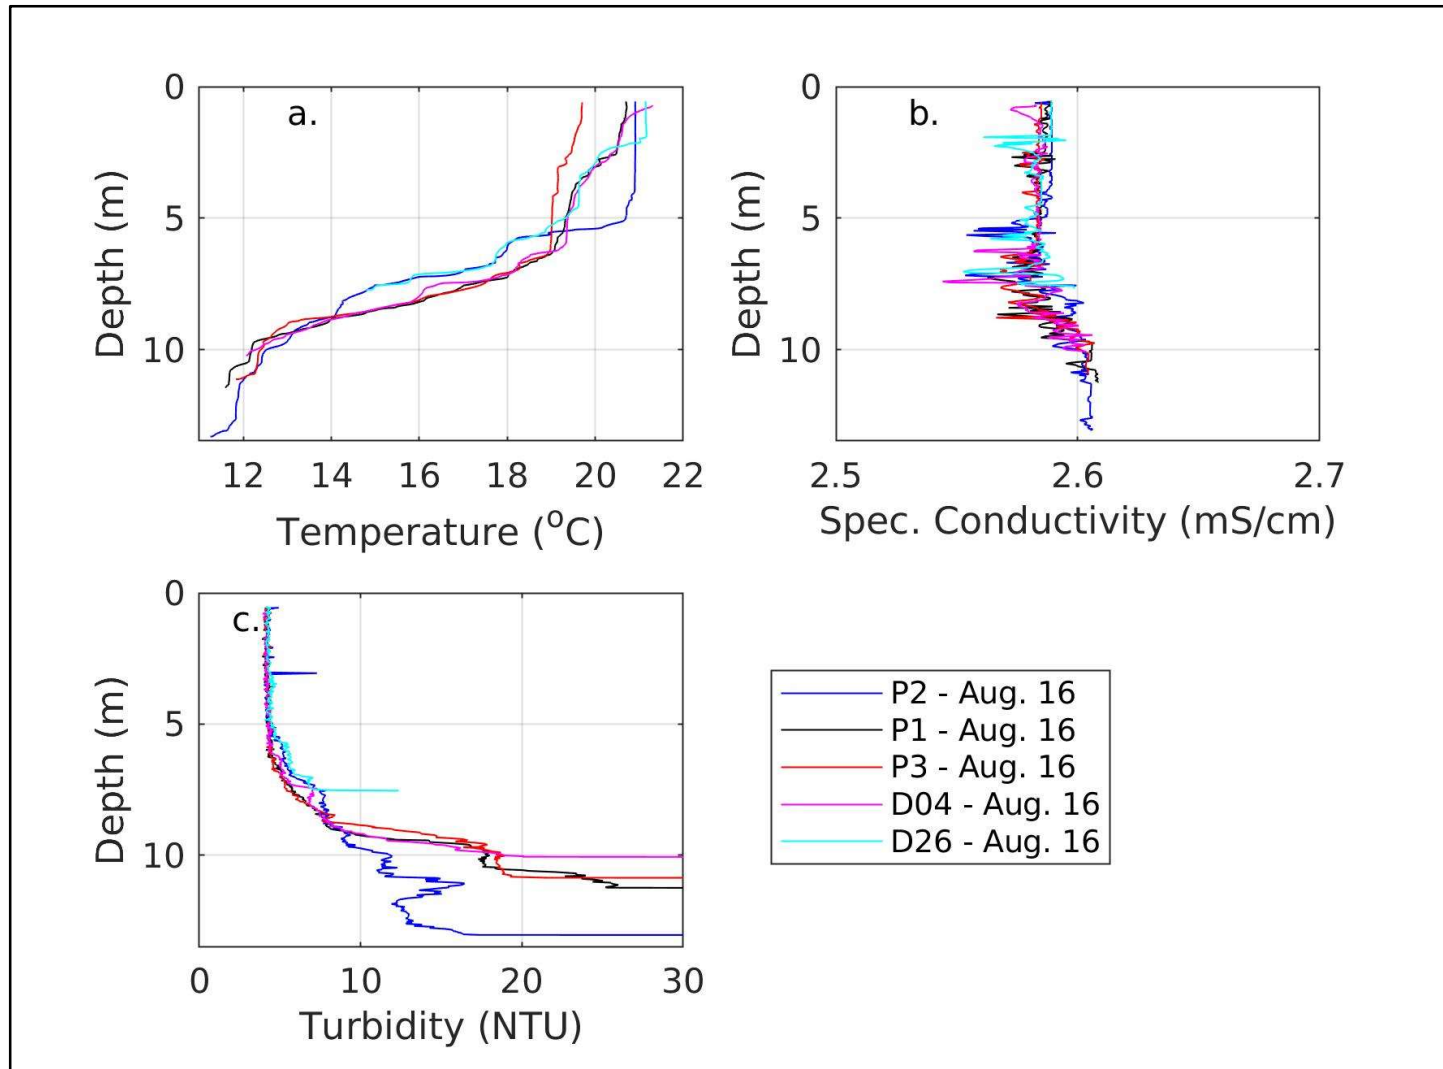 a.
0
5
10
Depth (m)
12 14 16 18 20 22
Temperature (°C)
b.
0
5
10
Depth (m)
2.5 2.6 2.7
Spec. Conductivity (mS/cm)
c.
0
5
10
Depth (m)
0 10 20 30
Turbidity (NTU)
P2 - Aug. 16
P1 - Aug. 16
P3 - Aug. 16
D04 - Aug. 16
D26 - Aug. 16